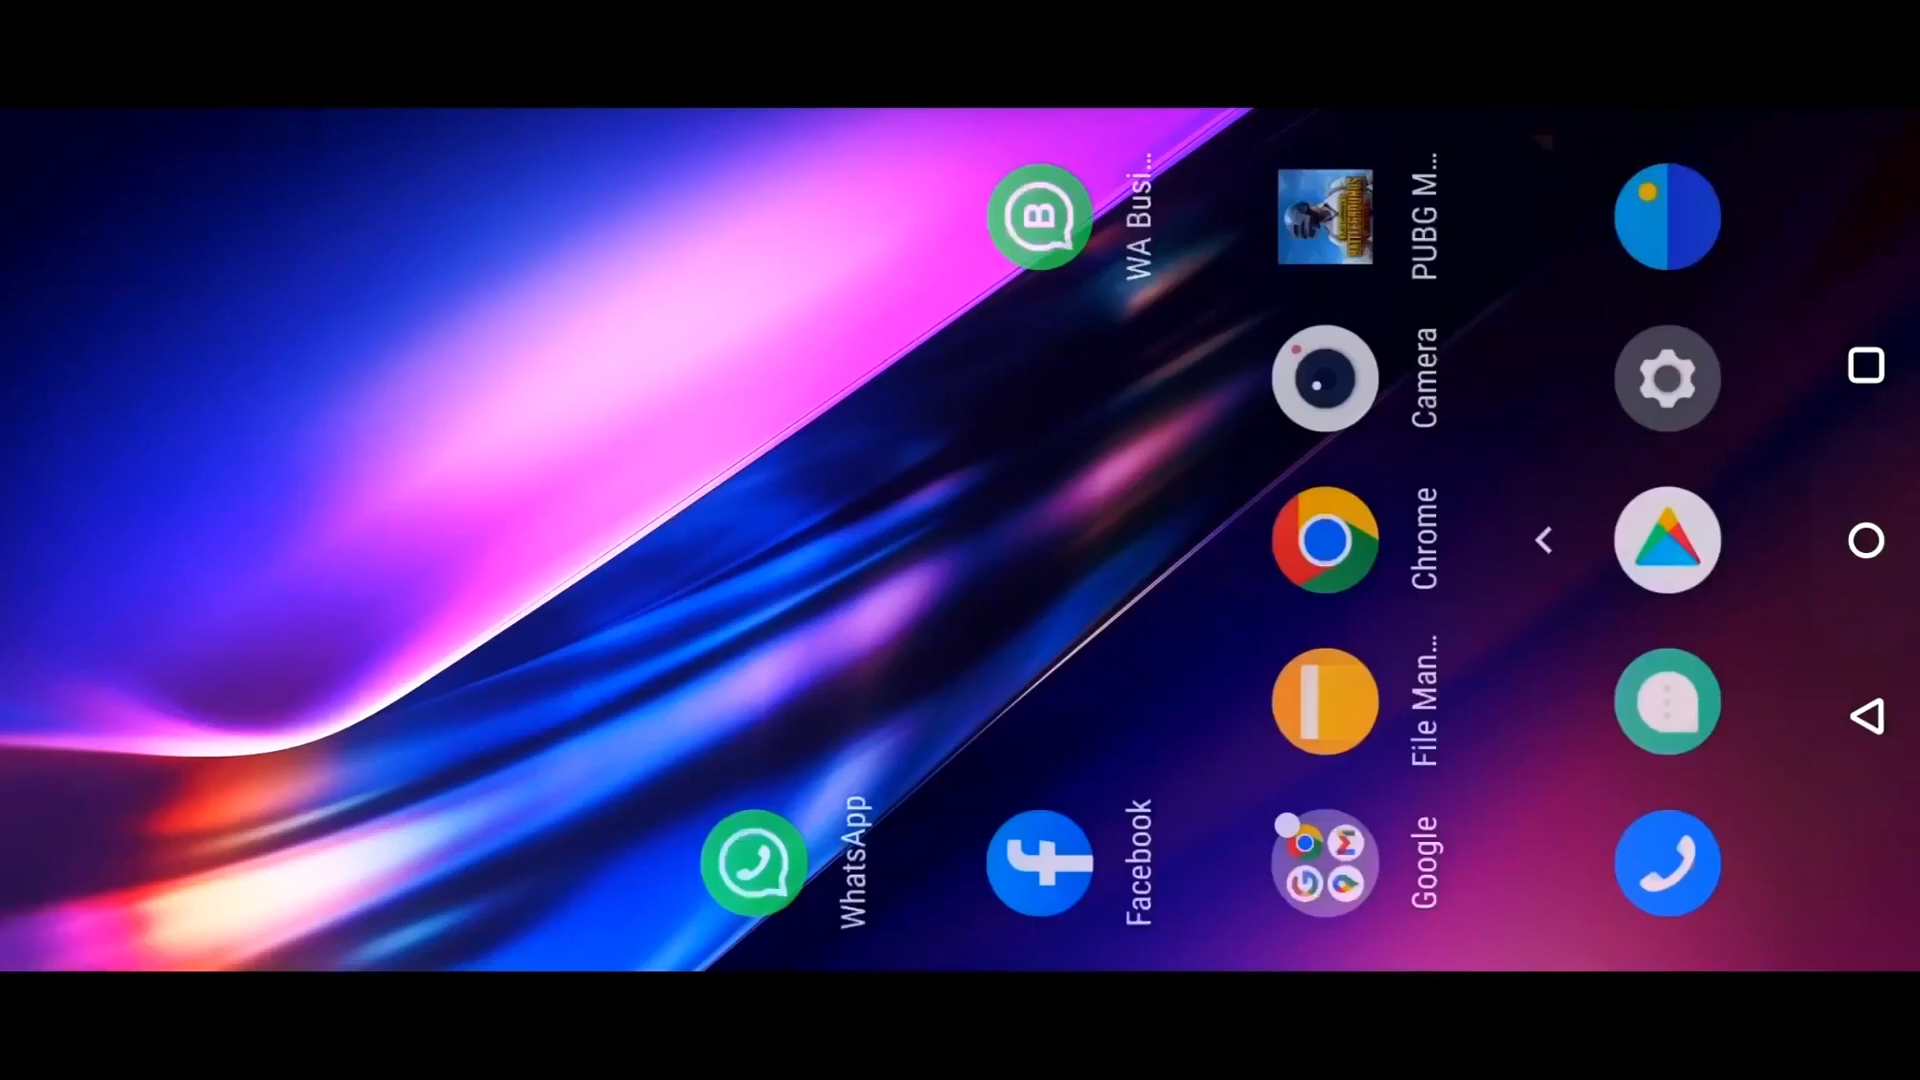 WhatsApp
Facebook
WA Busi...
Google
File Man...
Chrome
Camera
PUBG M...